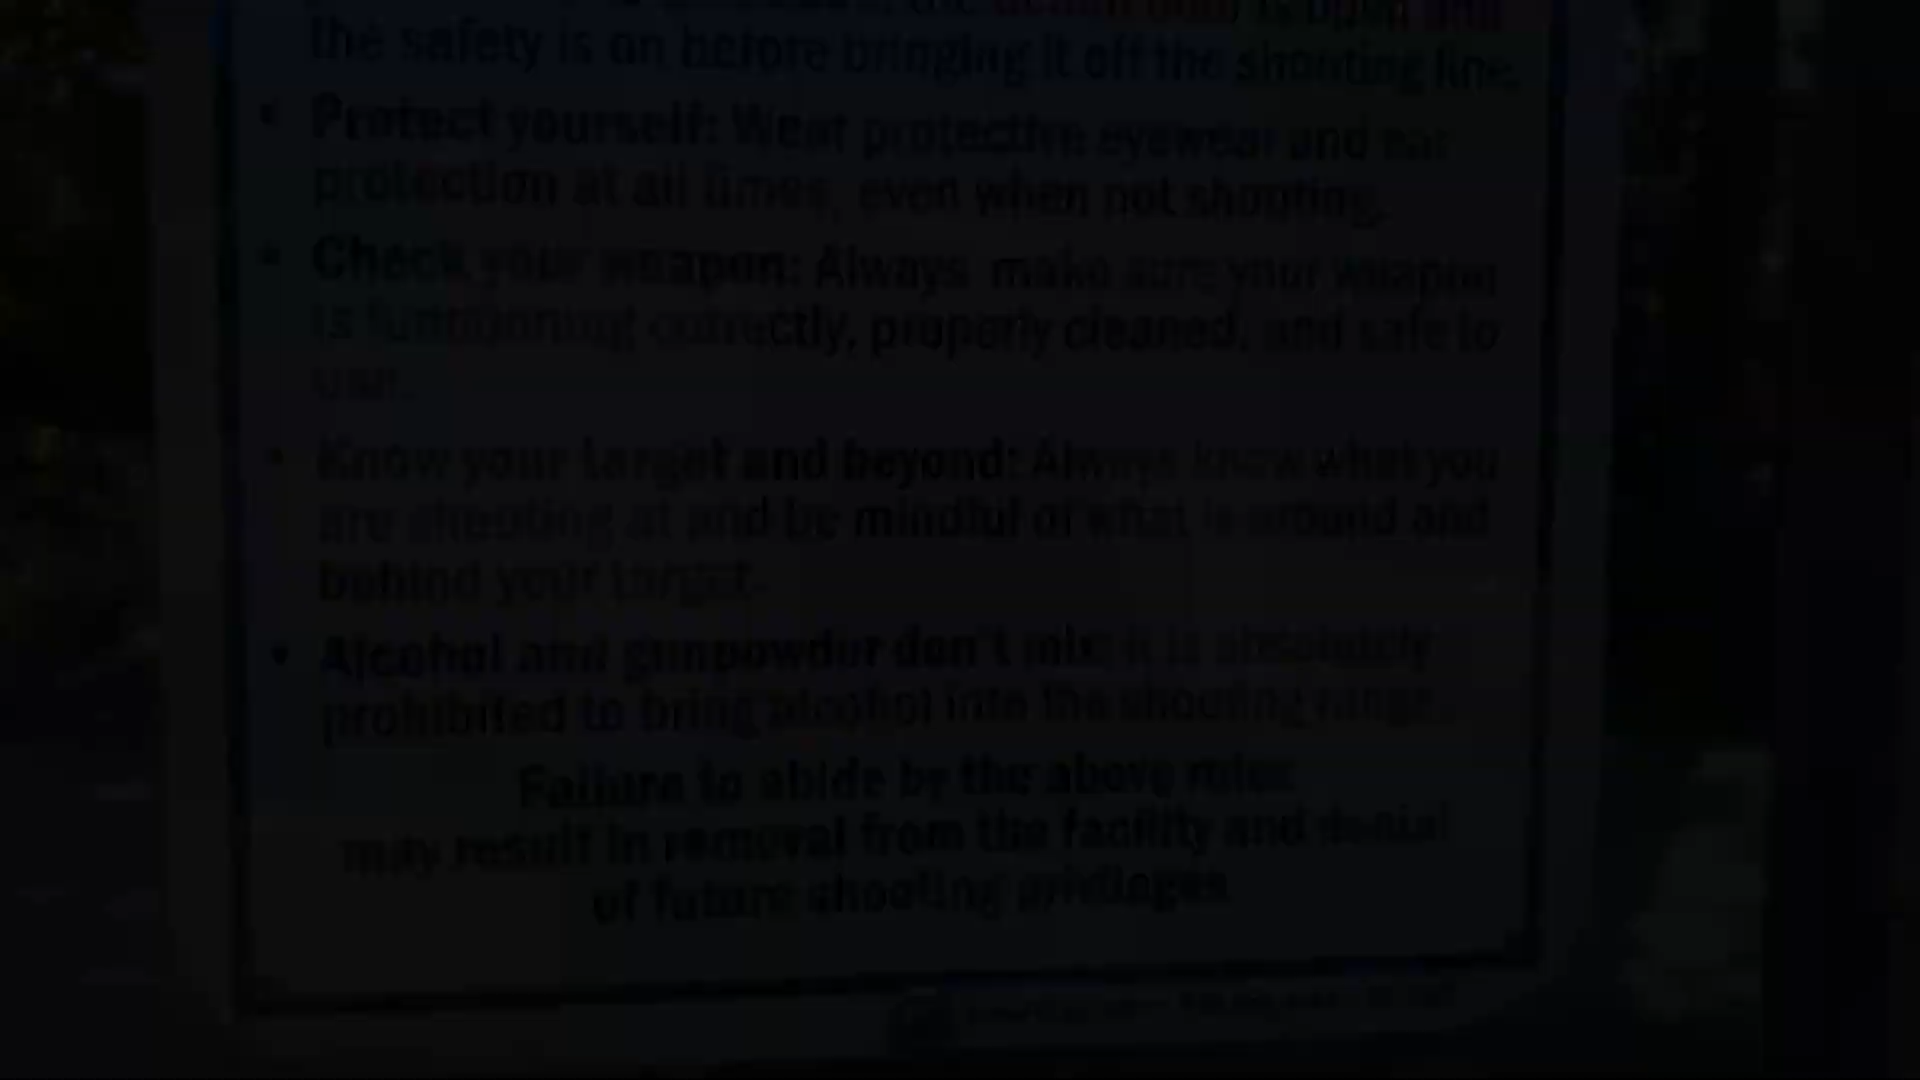 the action open and
the safety is on before bringing it off the shooting line.
• Protect yourself: Wear protective eyewear and ear
protection at all times, even when not shooting.
• Check your weapon: Always make sure your weapon
is functioning correctly, properly cleaned, and safe to
use.
• Know your target and beyond: Always know what you
are shooting at and be mindful of what is around and
behind your target.
• Alcohol and gunpowder don't mix: It is absolutely
prohibited to bring alcohol into the shooting range.
Failure to abide by the above rules
may result in removal from the facility and denial
of future shooting privileges